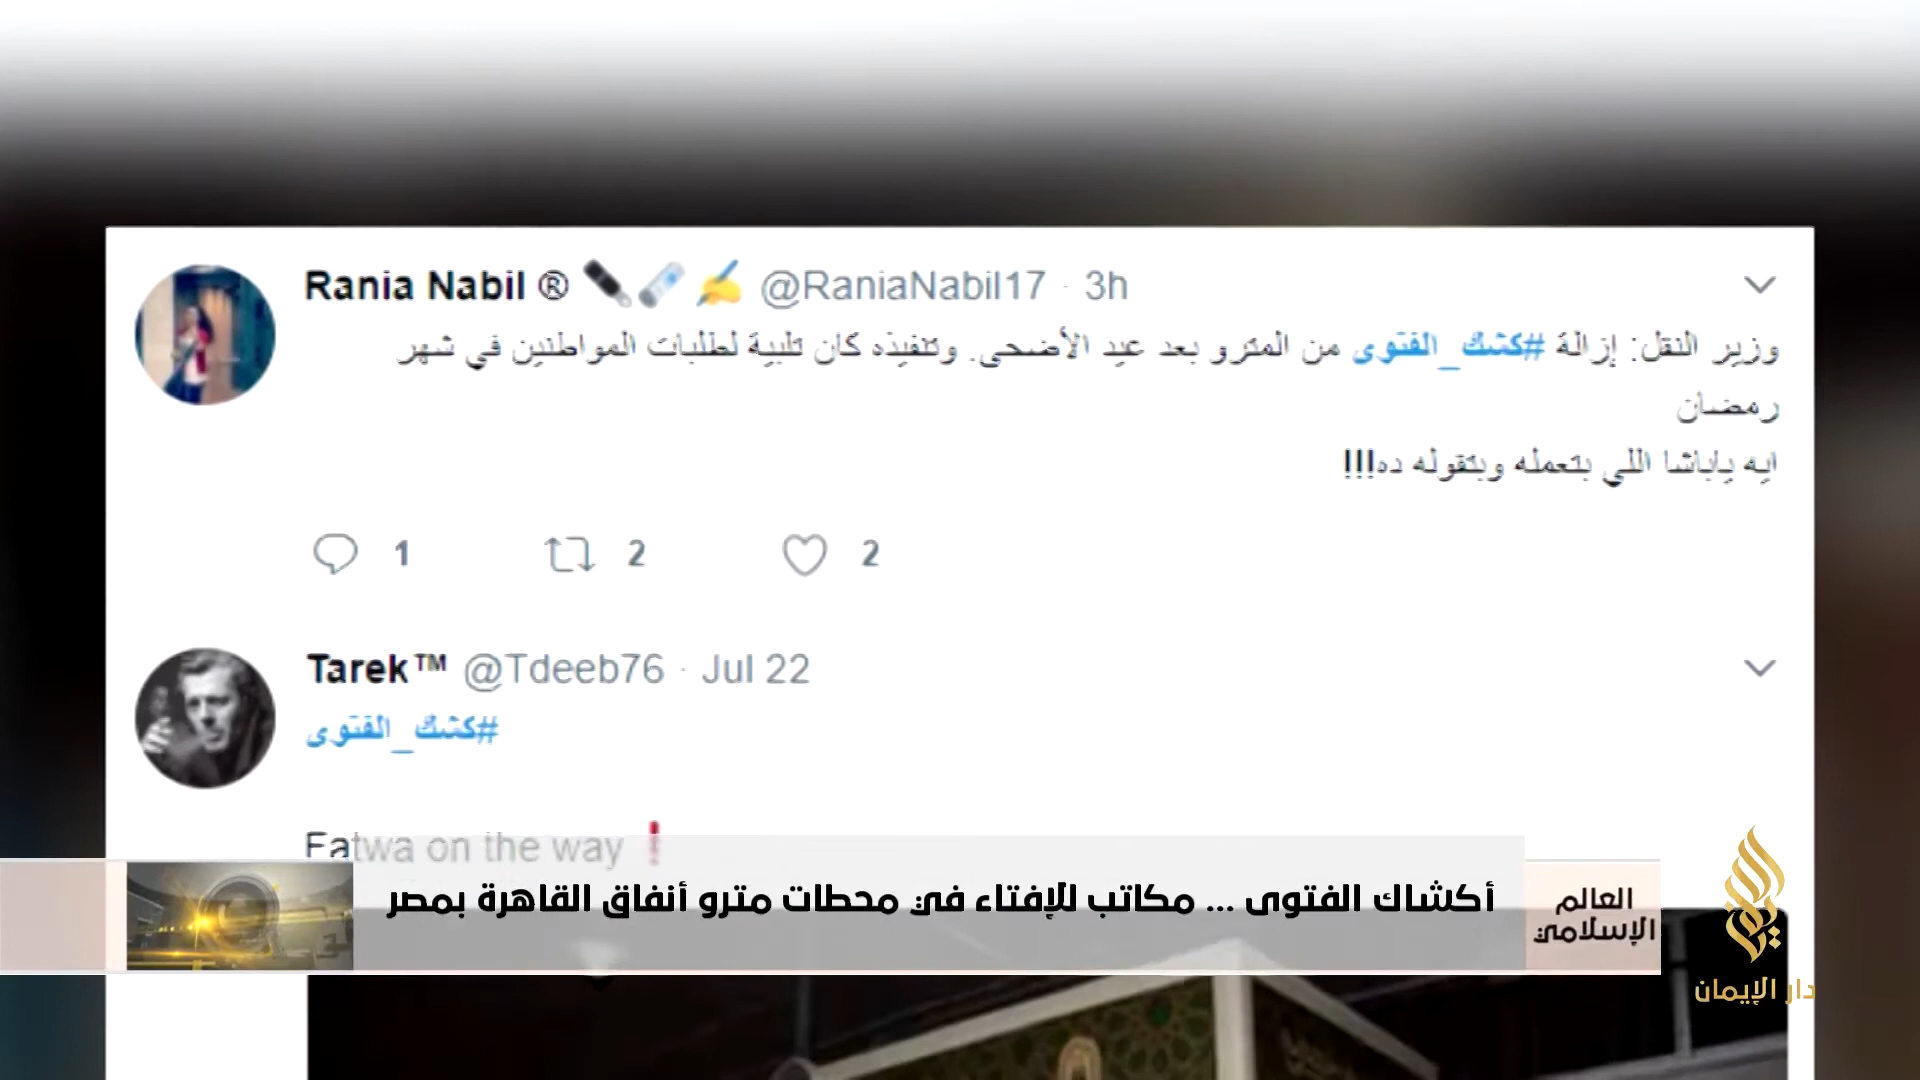 Rania Nabil ® @RaniaNabil17 · 3h
وزير النقل: إزالة #كشك_الفتوى من المترو بعد عيد الأضحى. وتنفيذه كان تلبية لطلبات المواطنين في شهر
رمضان
ايه ياباشا اللي بتعمله وبتقوله ده!!!
1 2 2
Tarek™ @Tdeeb76 · Jul 22
#كشك_الفتوى
Fatwa on the way ❗
أكشاك الفتوى ... مكاتب للإفتاء في محطات مترو أنفاق القاهرة بمصر
العالم
الإسلامي
دار الإيمان